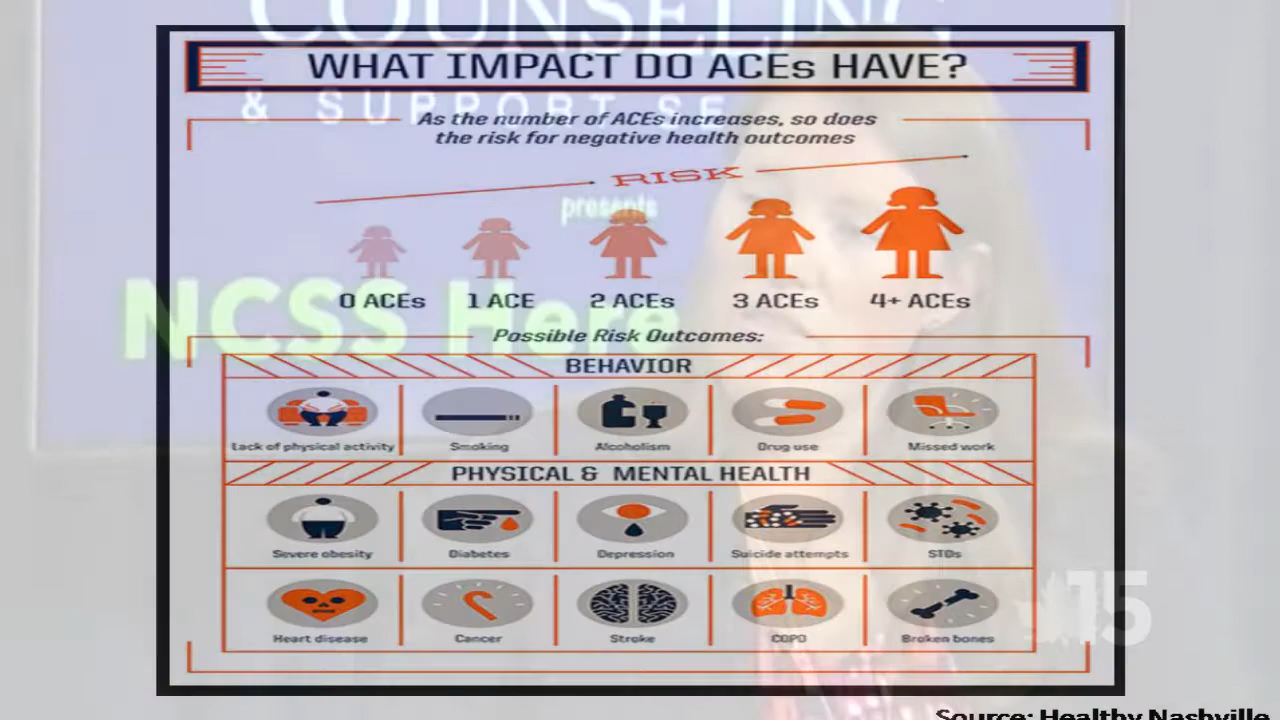 COUNSELING
WHAT IMPACT DO ACEs HAVE?
& SUPPORT SE
As the number of ACEs increases, so does
the risk for negative health outcomes
RISK
presents
0 ACEs 1 ACE 2 ACEs 3 ACEs 4+ ACEs
NCSS Here
Possible Risk Outcomes:
BEHAVIOR
Lack of physical activity Smoking Alcoholism Drug use Missed work
PHYSICAL & MENTAL HEALTH
Severe obesity Diabetes Depression Suicide attempts STDs
Heart disease Cancer Stroke COPD Broken bones
15
Source: Healthy Nashville